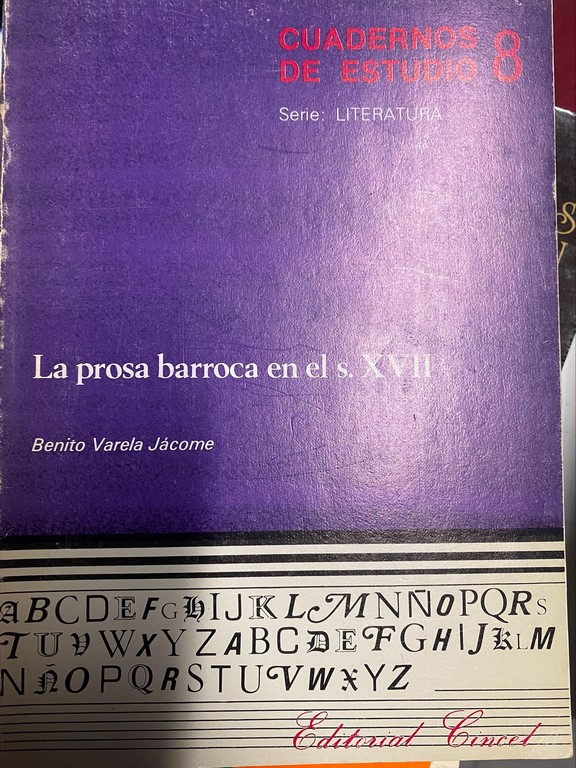 CUADERNOS
DE ESTUDIO 8
Serie: LITERATURA
La prosa barroca en el s. XVII
Benito Varela Jácome
ABCDEFGHIJKLMNÑOPQRS
TUVWXYZABCDEFGHIJKLM
NÑOPQRSTUVWXYZ
Editorial Cincel